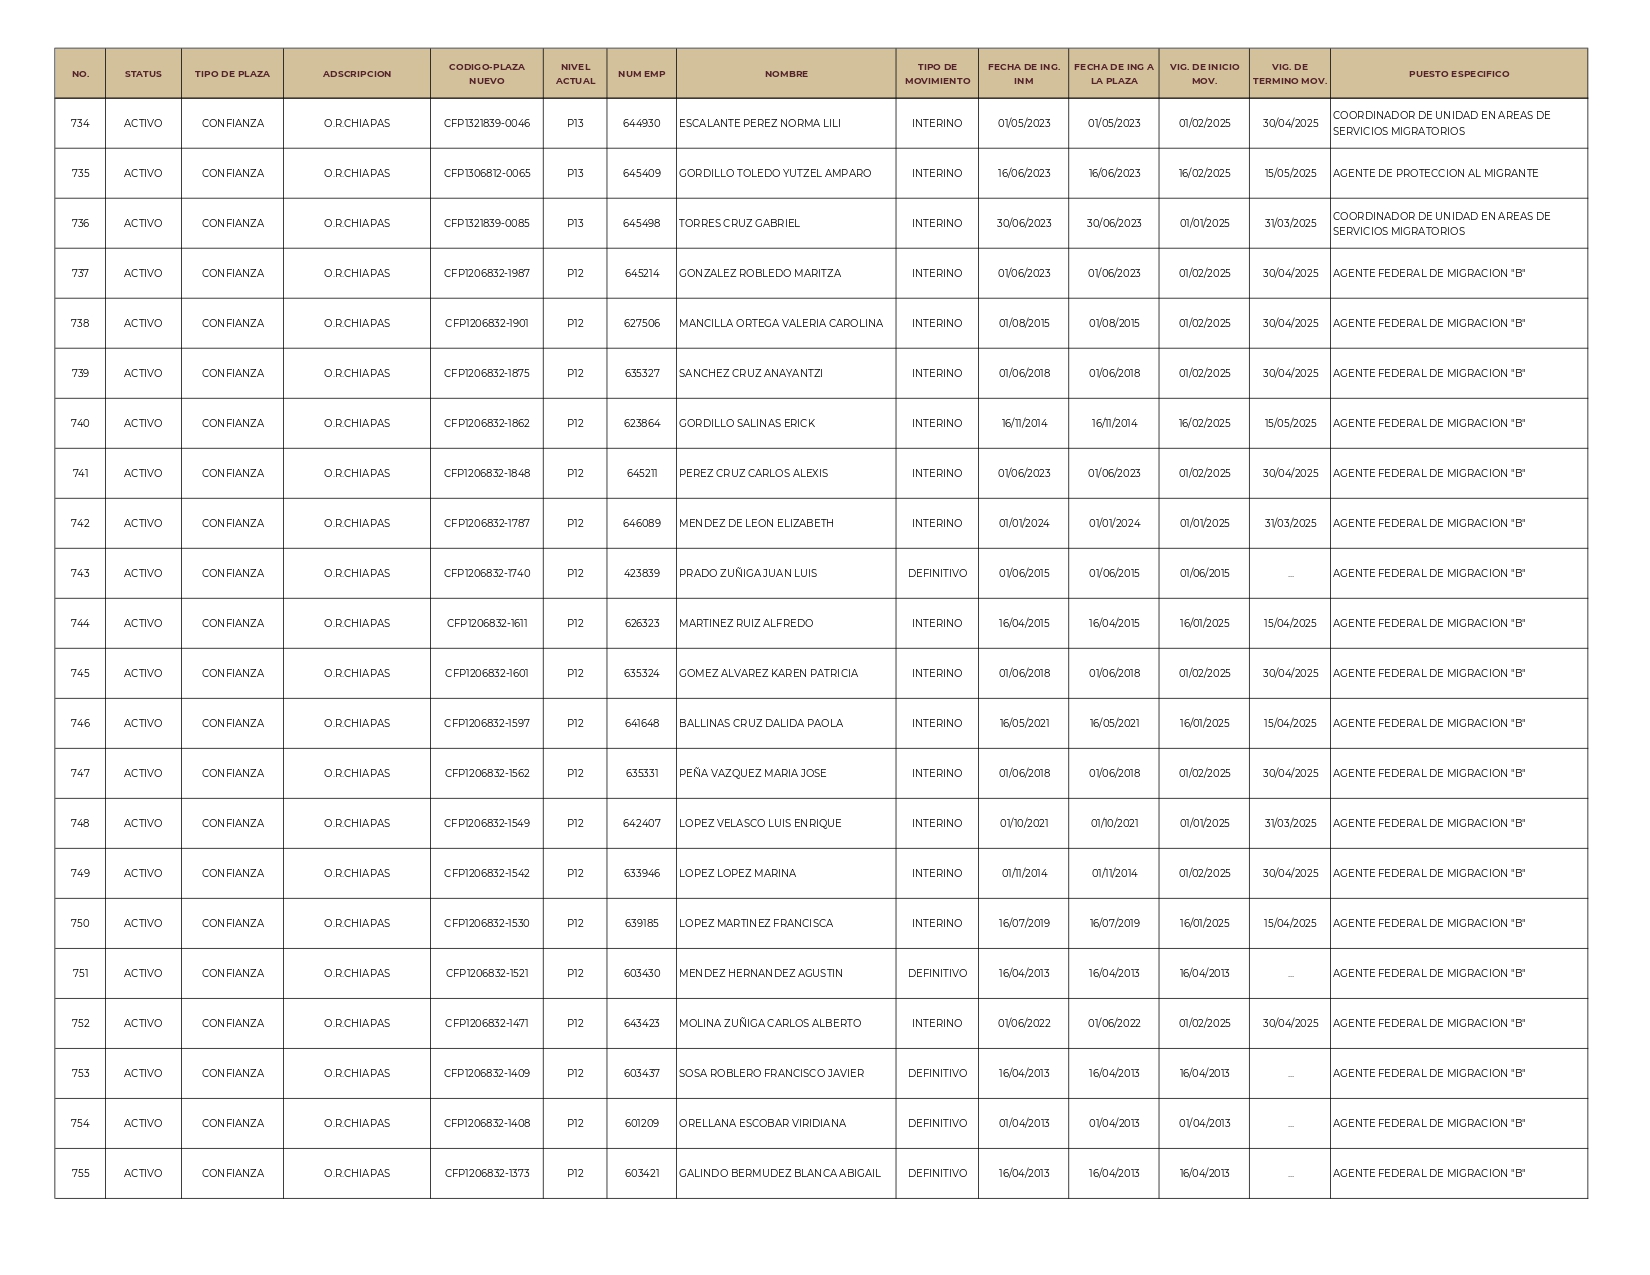 NO. STATUS TIPO DE PLAZA ADSCRIPCION CODIGO-PLAZA NUEVO NIVEL ACTUAL NUM EMP NOMBRE TIPO DE MOVIMIENTO FECHA DE ING. INM FECHA DE ING A LA PLAZA VIG. DE INICIO MOV. VIG. DE TERMINO MOV. PUESTO ESPECIFICO
734 ACTIVO CONFIANZA O.R.CHIAPAS CFP1321839-0046 P13 644930 ESCALANTE PEREZ NORMA LILI INTERINO 01/05/2023 01/05/2023 01/02/2025 30/04/2025 COORDINADOR DE UNIDAD EN AREAS DE SERVICIOS MIGRATORIOS
735 ACTIVO CONFIANZA O.R.CHIAPAS CFP1306812-0065 P13 645409 GORDILLO TOLEDO YUTZEL AMPARO INTERINO 16/06/2023 16/06/2023 16/02/2025 15/05/2025 AGENTE DE PROTECCION AL MIGRANTE
736 ACTIVO CONFIANZA O.R.CHIAPAS CFP1321839-0085 P13 645498 TORRES CRUZ GABRIEL INTERINO 30/06/2023 30/06/2023 01/01/2025 31/03/2025 COORDINADOR DE UNIDAD EN AREAS DE SERVICIOS MIGRATORIOS
737 ACTIVO CONFIANZA O.R.CHIAPAS CFP1206832-1987 P12 645214 GONZALEZ ROBLEDO MARITZA INTERINO 01/06/2023 01/06/2023 01/02/2025 30/04/2025 AGENTE FEDERAL DE MIGRACION "B"
738 ACTIVO CONFIANZA O.R.CHIAPAS CFP1206832-1901 P12 627506 MANCILLA ORTEGA VALERIA CAROLINA INTERINO 01/08/2015 01/08/2015 01/02/2025 30/04/2025 AGENTE FEDERAL DE MIGRACION "B"
739 ACTIVO CONFIANZA O.R.CHIAPAS CFP1206832-1875 P12 635327 SANCHEZ CRUZ ANAYANTZI INTERINO 01/06/2018 01/06/2018 01/02/2025 30/04/2025 AGENTE FEDERAL DE MIGRACION "B"
740 ACTIVO CONFIANZA O.R.CHIAPAS CFP1206832-1862 P12 623864 GORDILLO SALINAS ERICK INTERINO 16/11/2014 16/11/2014 16/02/2025 15/05/2025 AGENTE FEDERAL DE MIGRACION "B"
741 ACTIVO CONFIANZA O.R.CHIAPAS CFP1206832-1848 P12 645211 PEREZ CRUZ CARLOS ALEXIS INTERINO 01/06/2023 01/06/2023 01/02/2025 30/04/2025 AGENTE FEDERAL DE MIGRACION "B"
742 ACTIVO CONFIANZA O.R.CHIAPAS CFP1206832-1787 P12 646089 MENDEZ DE LEON ELIZABETH INTERINO 01/01/2024 01/01/2024 01/01/2025 31/03/2025 AGENTE FEDERAL DE MIGRACION "B"
743 ACTIVO CONFIANZA O.R.CHIAPAS CFP1206832-1740 P12 423839 PRADO ZUÑIGA JUAN LUIS DEFINITIVO 01/06/2015 01/06/2015 01/06/2015 ... AGENTE FEDERAL DE MIGRACION "B"
744 ACTIVO CONFIANZA O.R.CHIAPAS CFP1206832-1611 P12 626323 MARTINEZ RUIZ ALFREDO INTERINO 16/04/2015 16/04/2015 16/01/2025 15/04/2025 AGENTE FEDERAL DE MIGRACION "B"
745 ACTIVO CONFIANZA O.R.CHIAPAS CFP1206832-1601 P12 635324 GOMEZ ALVAREZ KAREN PATRICIA INTERINO 01/06/2018 01/06/2018 01/02/2025 30/04/2025 AGENTE FEDERAL DE MIGRACION "B"
746 ACTIVO CONFIANZA O.R.CHIAPAS CFP1206832-1597 P12 641648 BALLINAS CRUZ DALIDA PAOLA INTERINO 16/05/2021 16/05/2021 16/01/2025 15/04/2025 AGENTE FEDERAL DE MIGRACION "B"
747 ACTIVO CONFIANZA O.R.CHIAPAS CFP1206832-1562 P12 635331 PEÑA VAZQUEZ MARIA JOSE INTERINO 01/06/2018 01/06/2018 01/02/2025 30/04/2025 AGENTE FEDERAL DE MIGRACION "B"
748 ACTIVO CONFIANZA O.R.CHIAPAS CFP1206832-1549 P12 642407 LOPEZ VELASCO LUIS ENRIQUE INTERINO 01/10/2021 01/10/2021 01/01/2025 31/03/2025 AGENTE FEDERAL DE MIGRACION "B"
749 ACTIVO CONFIANZA O.R.CHIAPAS CFP1206832-1542 P12 633946 LOPEZ LOPEZ MARINA INTERINO 01/11/2014 01/11/2014 01/02/2025 30/04/2025 AGENTE FEDERAL DE MIGRACION "B"
750 ACTIVO CONFIANZA O.R.CHIAPAS CFP1206832-1530 P12 639185 LOPEZ MARTINEZ FRANCISCA INTERINO 16/07/2019 16/07/2019 16/01/2025 15/04/2025 AGENTE FEDERAL DE MIGRACION "B"
751 ACTIVO CONFIANZA O.R.CHIAPAS CFP1206832-1521 P12 603430 MENDEZ HERNANDEZ AGUSTIN DEFINITIVO 16/04/2013 16/04/2013 16/04/2013 ... AGENTE FEDERAL DE MIGRACION "B"
752 ACTIVO CONFIANZA O.R.CHIAPAS CFP1206832-1471 P12 643423 MOLINA ZUÑIGA CARLOS ALBERTO INTERINO 01/06/2022 01/06/2022 01/02/2025 30/04/2025 AGENTE FEDERAL DE MIGRACION "B"
753 ACTIVO CONFIANZA O.R.CHIAPAS CFP1206832-1409 P12 603437 SOSA ROBLERO FRANCISCO JAVIER DEFINITIVO 16/04/2013 16/04/2013 16/04/2013 ... AGENTE FEDERAL DE MIGRACION "B"
754 ACTIVO CONFIANZA O.R.CHIAPAS CFP1206832-1408 P12 601209 ORELLANA ESCOBAR VIRIDIANA DEFINITIVO 01/04/2013 01/04/2013 01/04/2013 ... AGENTE FEDERAL DE MIGRACION "B"
755 ACTIVO CONFIANZA O.R.CHIAPAS CFP1206832-1373 P12 603421 GALINDO BERMUDEZ BLANCA ABIGAIL DEFINITIVO 16/04/2013 16/04/2013 16/04/2013 ... AGENTE FEDERAL DE MIGRACION "B"